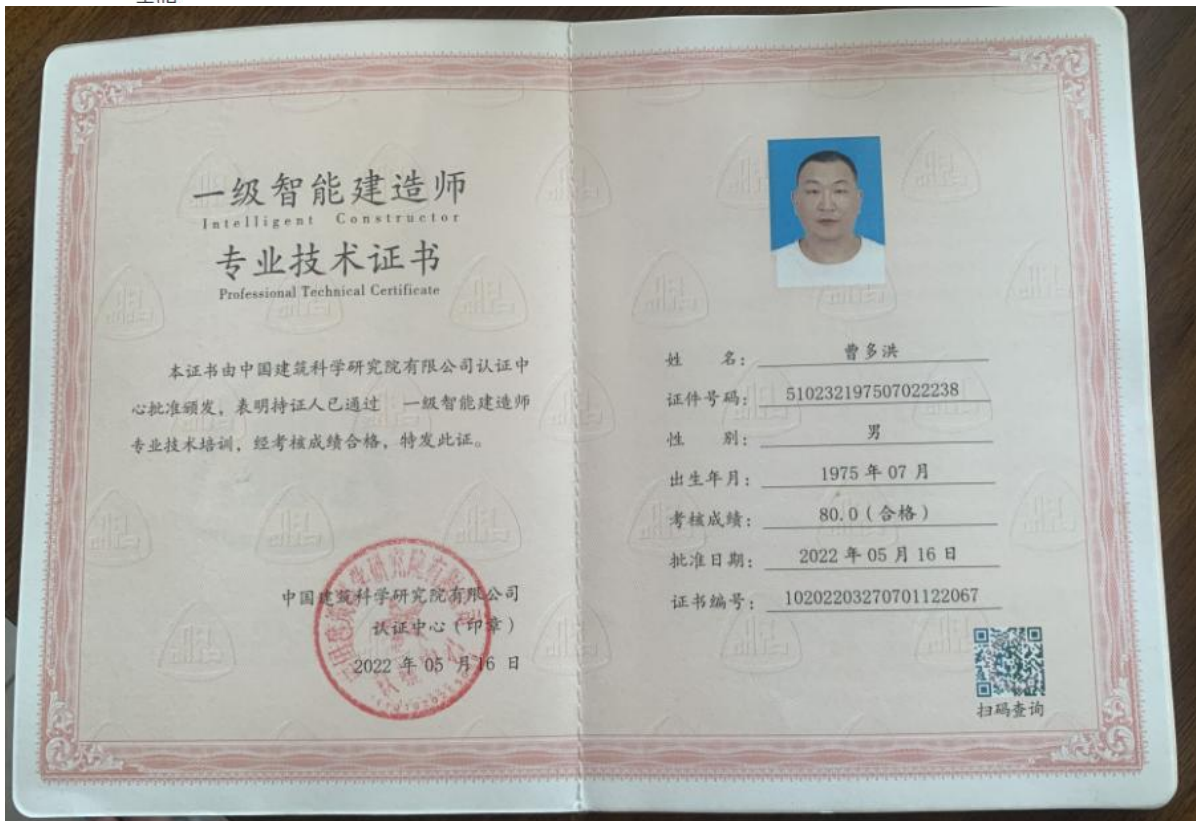 一级智能建造师
Intelligent Constructor
专业技术证书
Professional Technical Certificate
本证书由中国建筑科学研究院有限公司认证中
心批准颁发，表明持证人已通过 一级智能建造师
专业技术培训，经考核成绩合格，特发此证。
中国建筑科学研究院有限公司
认证中心（印章）
2022 年 05 月 16 日
姓 名： 曹多洪
证件号码： 510232197507022238
性 别： 男
出生年月： 1975 年 07 月
考核成绩： 80.0（合格）
批准日期： 2022 年 05 月 16 日
证书编号： 10202203270701122067
扫码查询